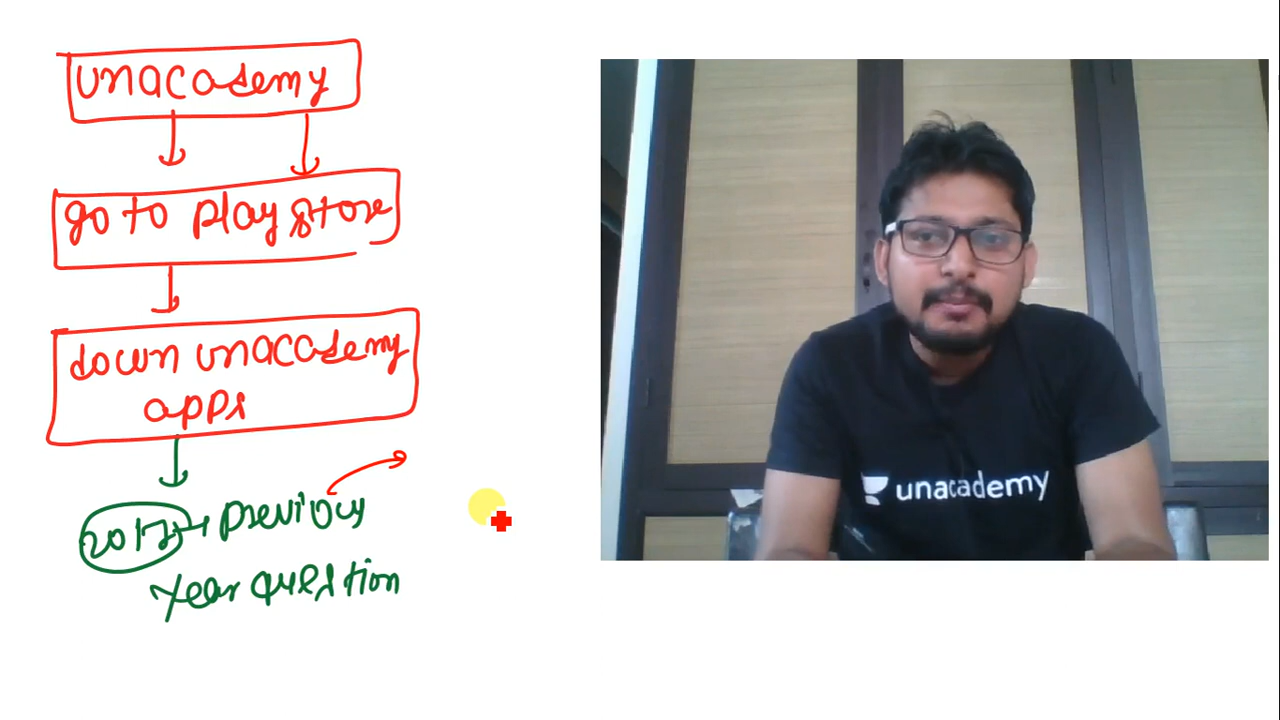 unacademy
go to play store
down unacademy
apps
2017 previous
year question
unacademy